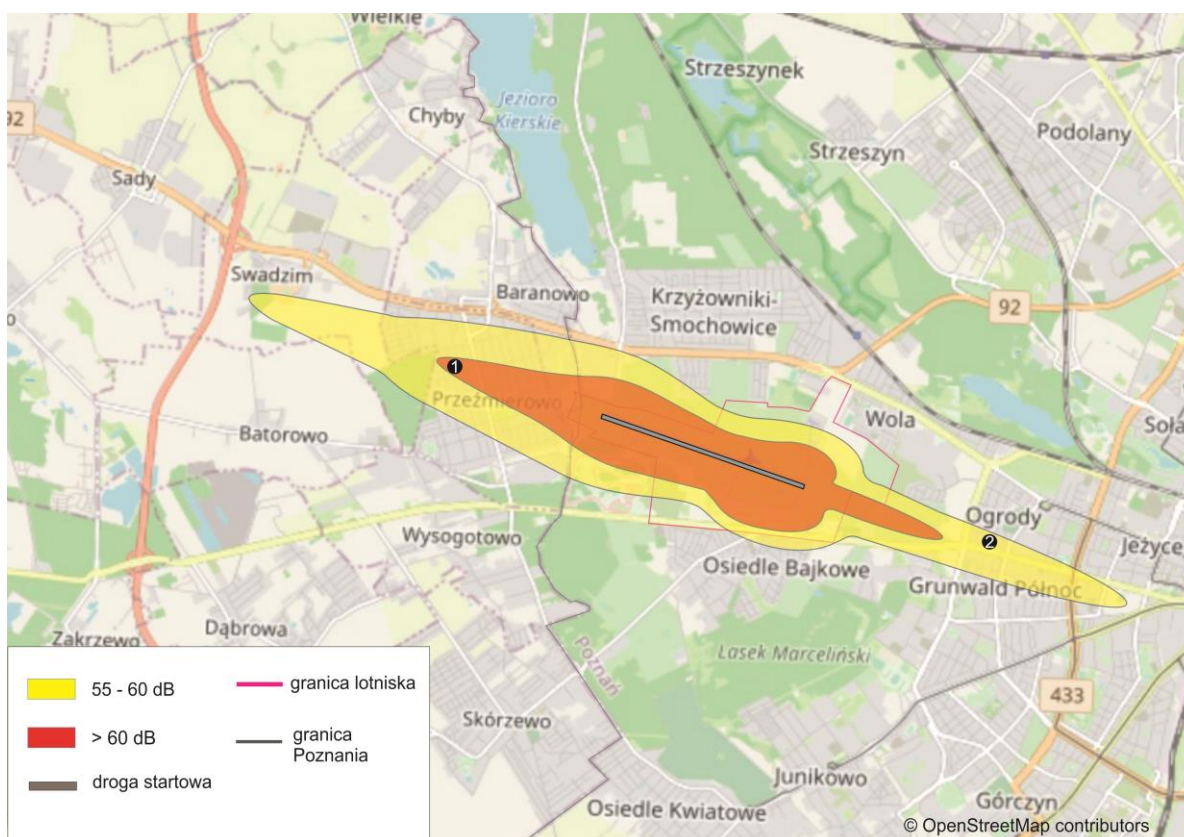 Wielkie
Strzeszynek
Jezioro
Kierskie
Chyby
Podolany
92
Strzeszyn
Sady
Swadzim
Baranowo
Krzyżowniki-
Smochowice
92
1
Przeźmierowo
Wola
Batorowo
Wysogotowo
Ogrody
2
Jeżyce
Osiedle Bajkowe
Grunwald Północ
Zakrzewo
Dąbrowa
Poznań
Lasek Marceliński
55 - 60 dB
granica lotniska
433
> 60 dB
granica
Poznania
Skórzewo
droga startowa
Junikowo
Osiedle Kwiatowe
Górczyn
© OpenStreetMap contributors